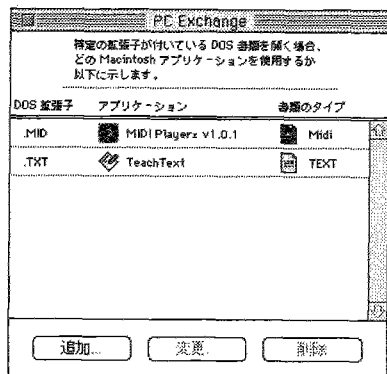 PC Exchange
特定の拡張子が付いている DOS 書類を開く場合、
どの Macintosh アプリケーションを使用するか
以下に示します。
DOS 拡張子 アプリケーション 書類のタイプ
.MID MIDI Player v1.0.1 Midi
.TXT TeachText TEXT
追加... 変更... 削除